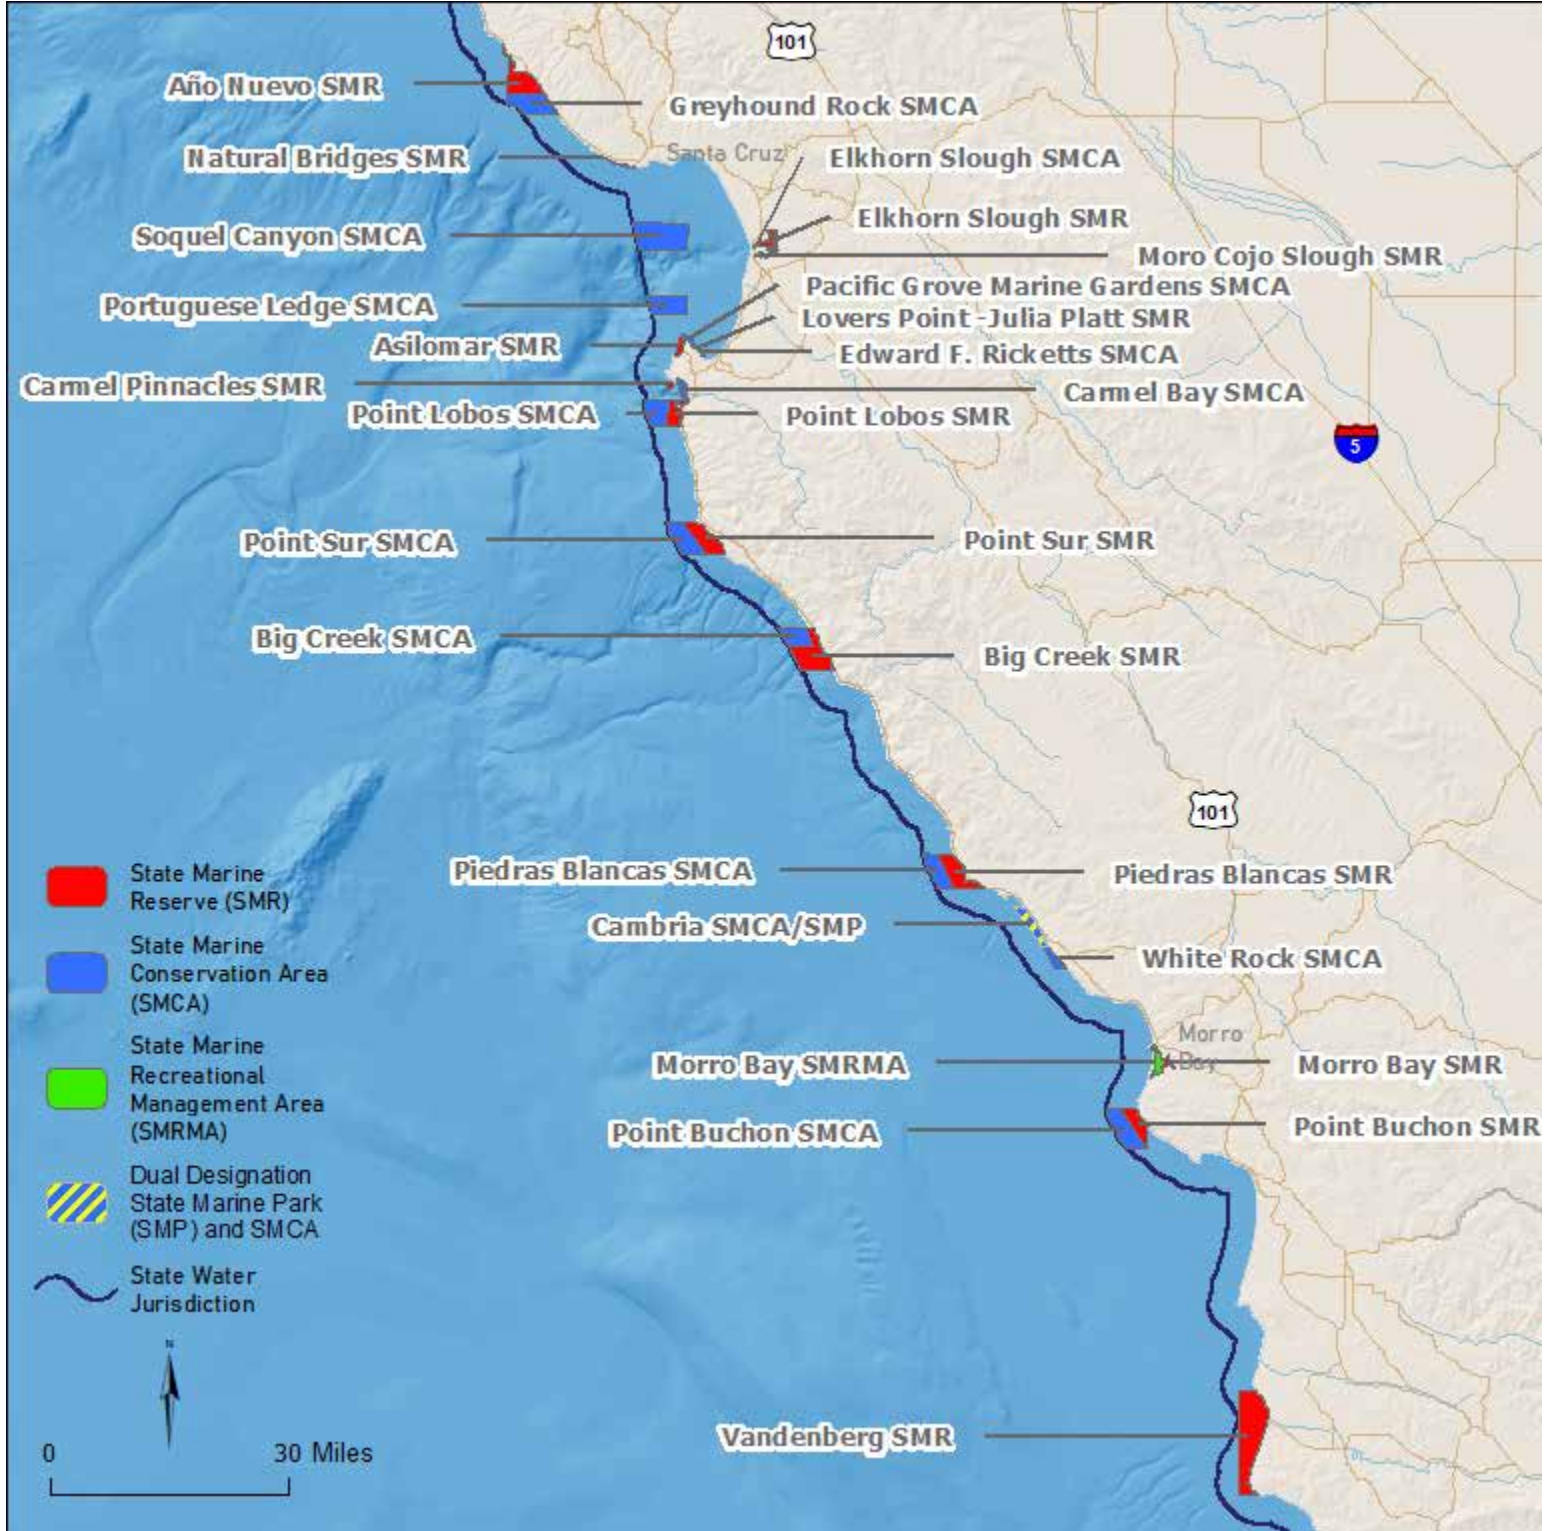 101
Año Nuevo SMR
Greyhound Rock SMCA
Natural Bridges SMR
Santa Cruz
Elkhorn Slough SMCA
Elkhorn Slough SMR
Soquel Canyon SMCA
Moro Cojo Slough SMR
Pacific Grove Marine Gardens SMCA
Portuguese Ledge SMCA
Lovers Point -Julia Platt SMR
Asilomar SMR
Edward F. Ricketts SMCA
Carmel Pinnacles SMR
Carmel Bay SMCA
Point Lobos SMCA
Point Lobos SMR
5
Point Sur SMCA
Point Sur SMR
Big Creek SMCA
Big Creek SMR
101
Piedras Blancas SMCA
Piedras Blancas SMR
Cambria SMCA/SMP
White Rock SMCA
Morro
Bay
Morro Bay SMRMA
Morro Bay SMR
Point Buchon SMCA
Point Buchon SMR
Vandenberg SMR
State Marine
Reserve (SMR)
State Marine
Conservation Area
(SMCA)
State Marine
Recreational
Management Area
(SMRMA)
Dual Designation
State Marine Park
(SMP) and SMCA
State Water
Jurisdiction
N
0 30 Miles